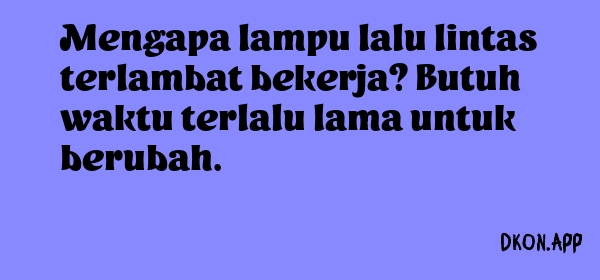 Mengapa lampu lalu lintas
terlambat bekerja? Butuh
waktu terlalu lama untuk
berubah.
DKON.APP